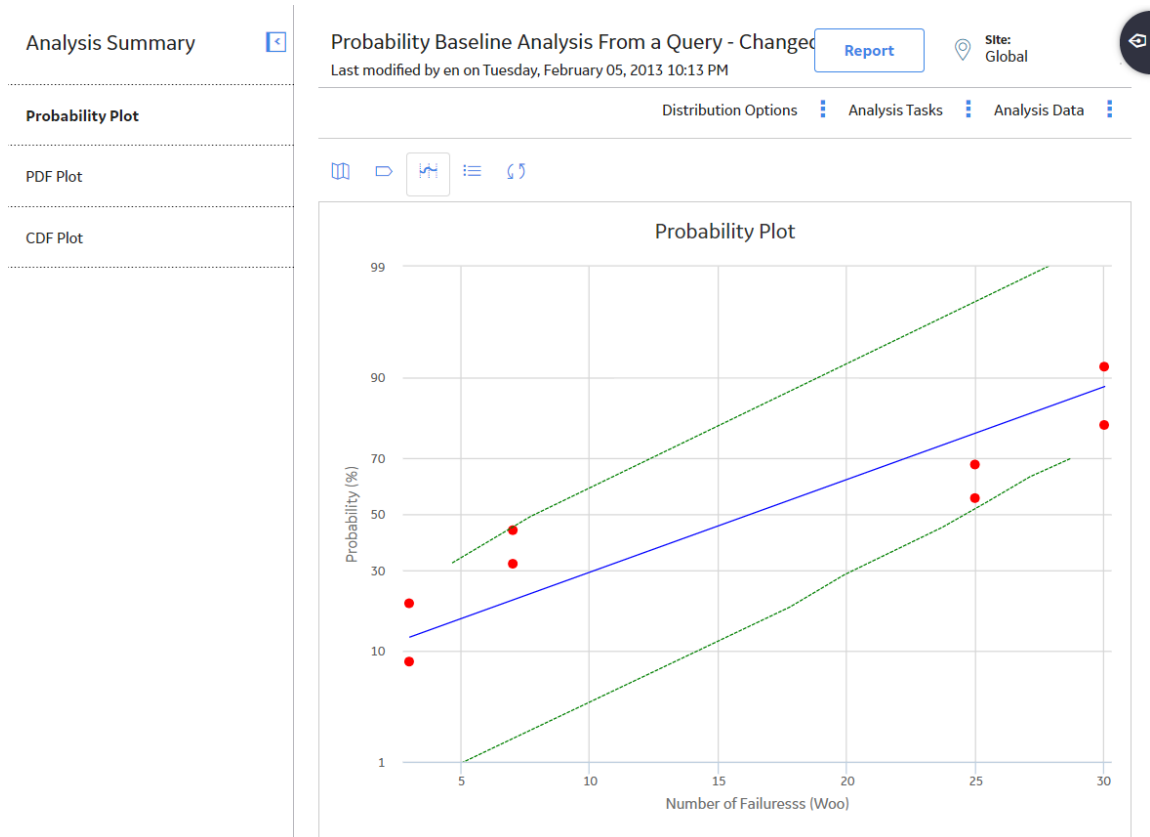 Analysis Summary
Probability Plot
PDF Plot
CDF Plot
Probability Baseline Analysis From a Query - Changed
Last modified by en on Tuesday, February 05, 2013 10:13 PM
Report
Site:
Global
Distribution Options
Analysis Tasks
Analysis Data
Probability Plot
Probability (%)
99
90
70
50
30
10
1
5
10
15
20
25
30
Number of Failuresss (Woo)